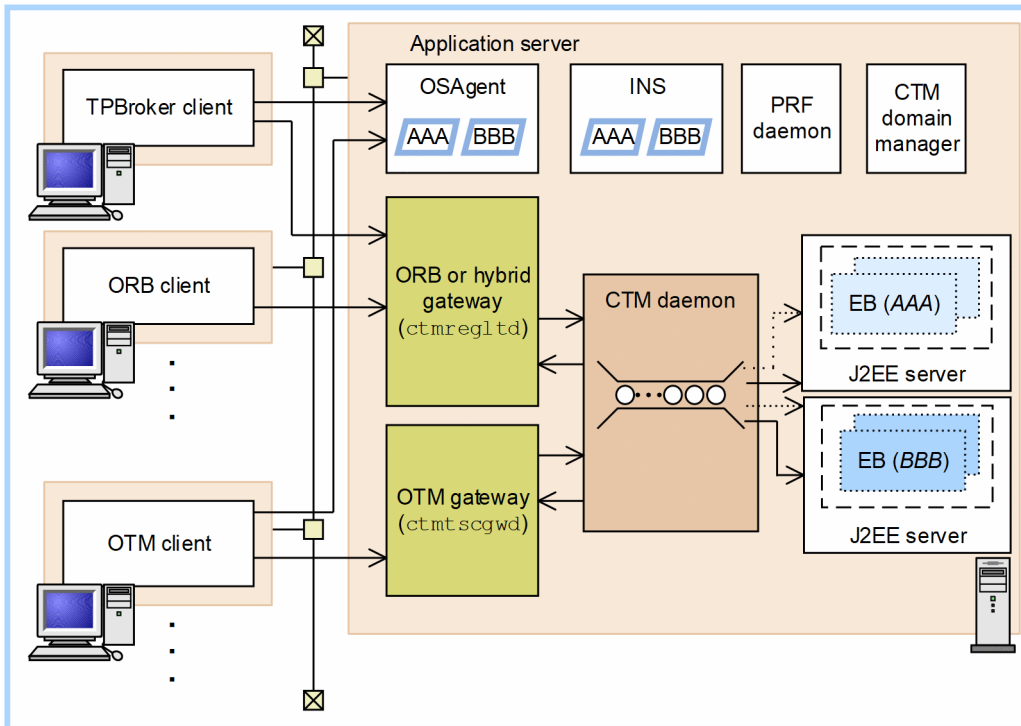 Application server
TPBroker client
OSAgent
AAA BBB
INS
AAA BBB
PRF
daemon
CTM
domain
manager
ORB client
ORB or hybrid
gateway
(ctmregltd)
CTM daemon
EB (AAA)
J2EE server
OTM client
OTM gateway
(ctmtscgwd)
EB (BBB)
J2EE server